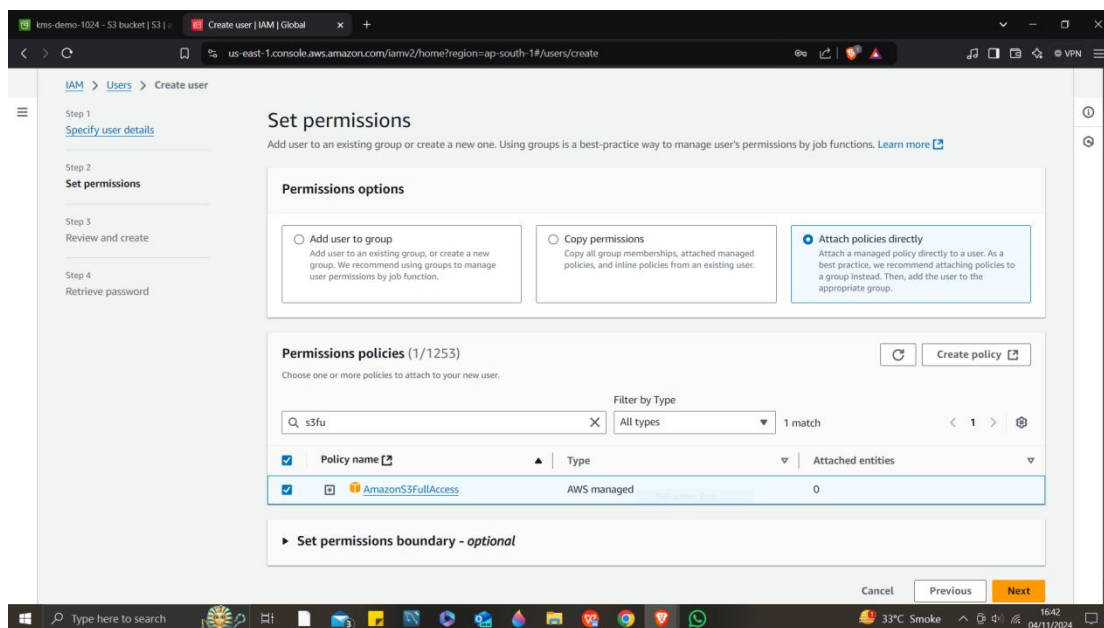 kms-demo-1024 - S3 bucket | S3 |
Create user | IAM | Global
us-east-1.console.aws.amazon.com/iamv2/home?region=ap-south-1#/users/create
VPN
IAM > Users > Create user
Step 1
Specify user details
Step 2
Set permissions
Step 3
Review and create
Step 4
Retrieve password
Set permissions
Add user to an existing group or create a new one. Using groups is a best-practice way to manage user's permissions by job functions. Learn more
Permissions options
Add user to group
Add user to an existing group, or create a new
group. We recommend using groups to manage
user permissions by job function.
Copy permissions
Copy all group memberships, attached managed
policies, and inline policies from an existing user.
Attach policies directly
Attach a managed policy directly to a user. As a
best practice, we recommend attaching policies to
a group instead. Then, add the user to the
appropriate group.
Permissions policies (1/1253)
Create policy
Choose one or more policies to attach to your new user.
Filter by Type
s3fu
All types
1 match
< 1 >
Policy name
Type
Attached entities
AmazonS3FullAccess
AWS managed
0
Set permissions boundary - optional
Cancel
Previous
Next
Type here to search
33°C Smoke
16:42
04/11/2024